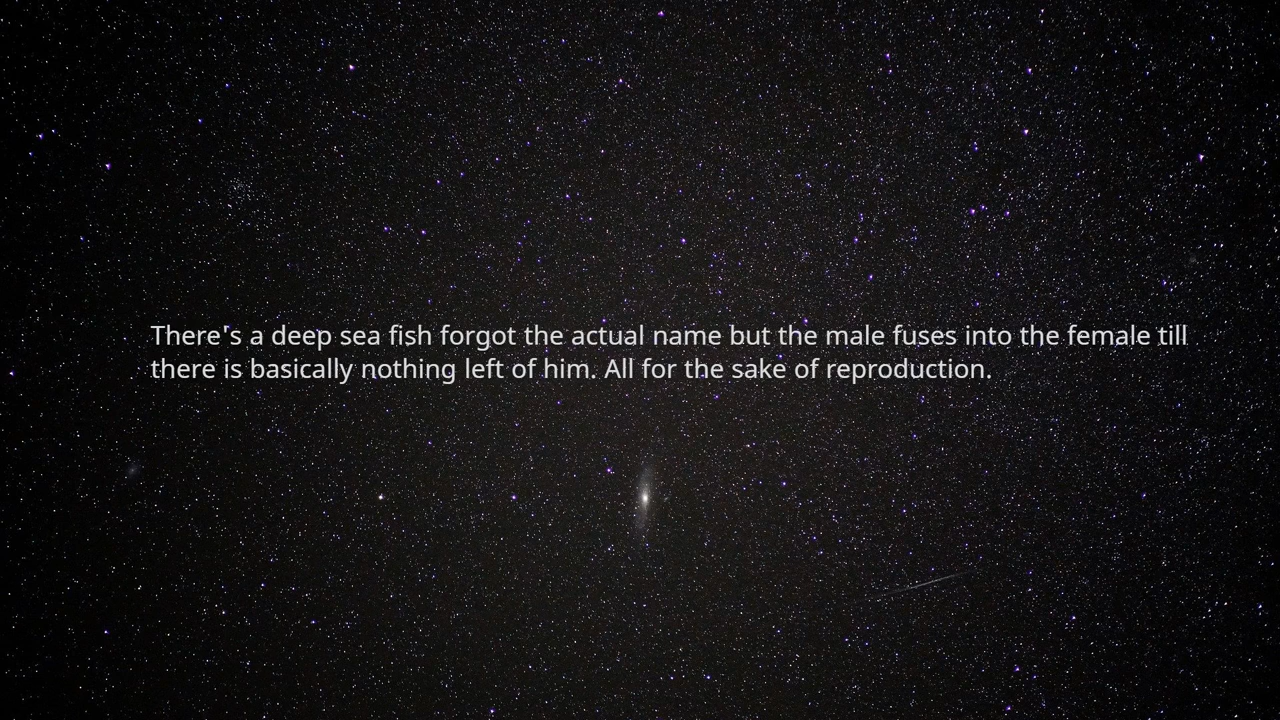 There's a deep sea fish forgot the actual name but the male fuses into the female till
there is basically nothing left of him. All for the sake of reproduction.